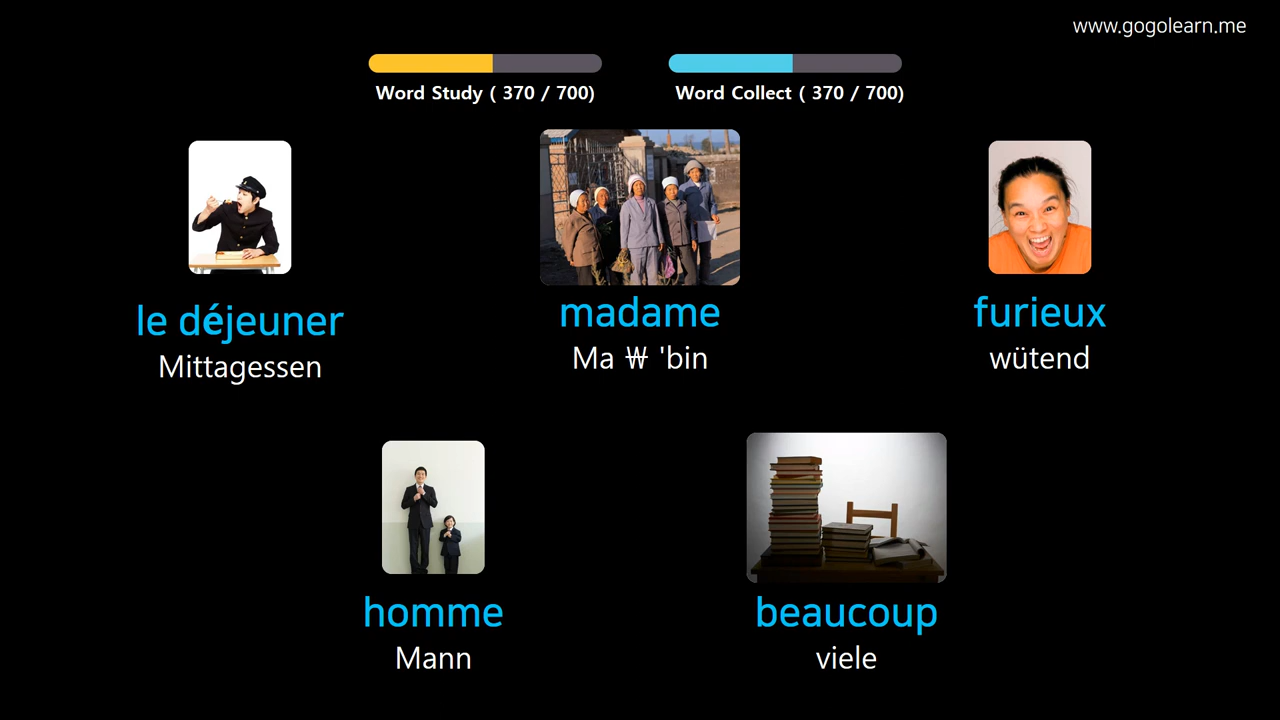 www.gogolearn.me
Word Study ( 370 / 700)
Word Collect ( 370 / 700)
le déjeuner
Mittagessen
madame
Ma ₩ 'bin
furieux
wütend
homme
Mann
beaucoup
viele